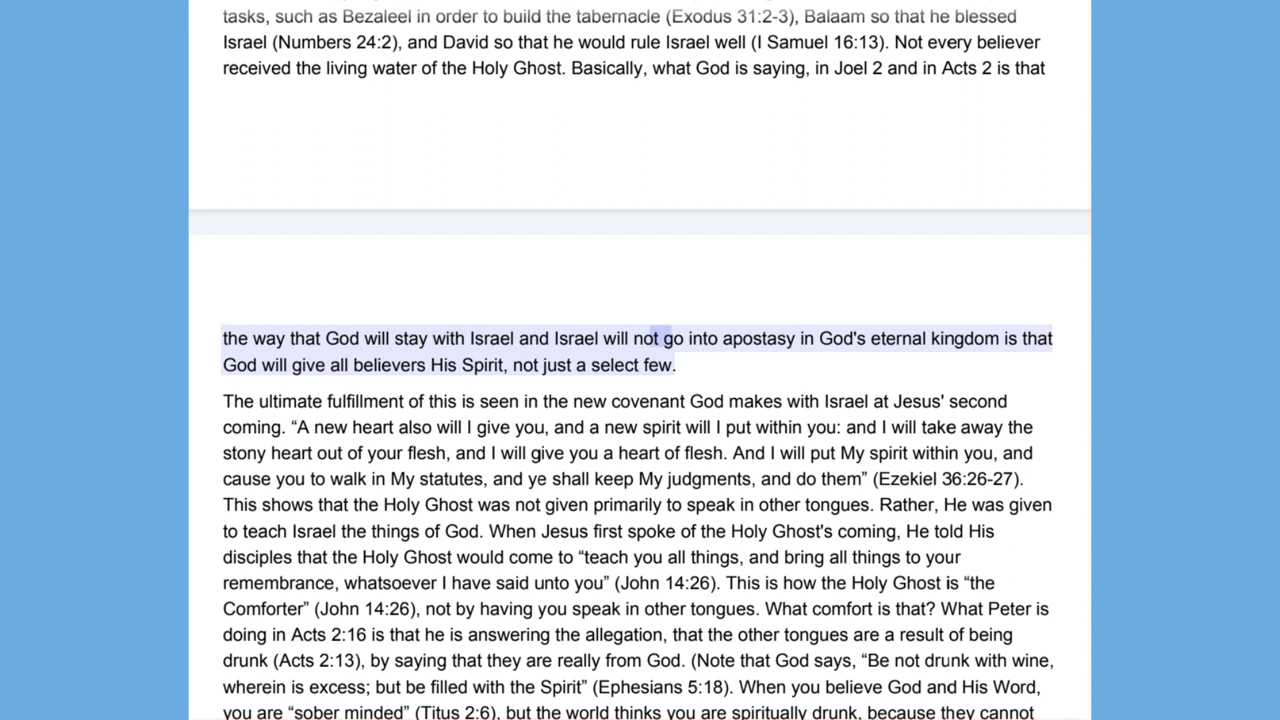 tasks, such as Bezaleel in order to build the tabernacle (Exodus 31:2-3), Balaam so that he blessed
Israel (Numbers 24:2), and David so that he would rule Israel well (I Samuel 16:13). Not every believer
received the living water of the Holy Ghost. Basically, what God is saying, in Joel 2 and in Acts 2 is that
the way that God will stay with Israel and Israel will not go into apostasy in God's eternal kingdom is that
God will give all believers His Spirit, not just a select few.
The ultimate fulfillment of this is seen in the new covenant God makes with Israel at Jesus' second
coming. “A new heart also will I give you, and a new spirit will I put within you: and I will take away the
stony heart out of your flesh, and I will give you a heart of flesh. And I will put My spirit within you, and
cause you to walk in My statutes, and ye shall keep My judgments, and do them” (Ezekiel 36:26-27).
This shows that the Holy Ghost was not given primarily to speak in other tongues. Rather, He was given
to teach Israel the things of God. When Jesus first spoke of the Holy Ghost's coming, He told His
disciples that the Holy Ghost would come to “teach you all things, and bring all things to your
remembrance, whatsoever I have said unto you” (John 14:26). This is how the Holy Ghost is “the
Comforter” (John 14:26), not by having you speak in other tongues. What comfort is that? What Peter is
doing in Acts 2:16 is that he is answering the allegation, that the other tongues are a result of being
drunk (Acts 2:13), by saying that they are really from God. (Note that God says, “Be not drunk with wine,
wherein is excess; but be filled with the Spirit” (Ephesians 5:18). When you believe God and His Word,
you are “sober minded” (Titus 2:6), but the world thinks you are spiritually drunk, because they cannot